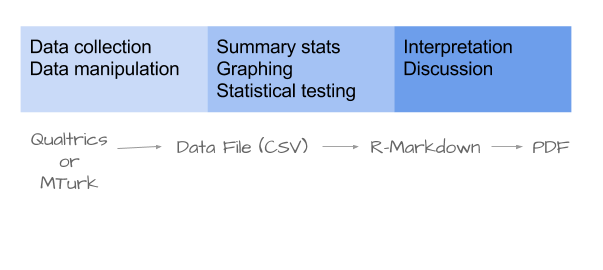 Data collection
Data manipulation
Summary stats
Graphing
Statistical testing
Interpretation
Discussion
Qualtrics
or
MTurk
Data File (CSV)
R-Markdown
PDF